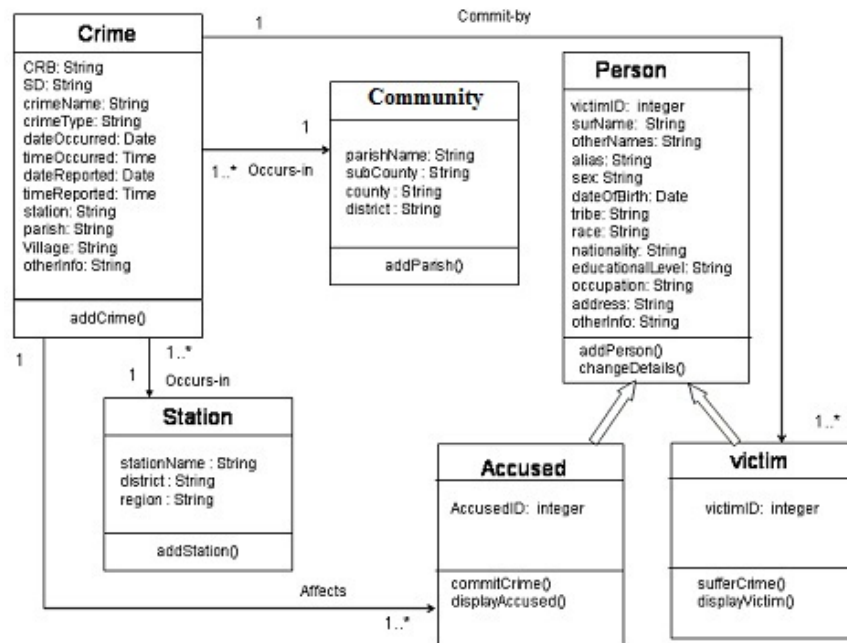 1
1
Commit-by
Crime
CRB: String
SD: String
crimeName: String
crimeType: String
dateOccurred: Date
timeOccurred: Time
dateReported: Date
timeReported: Time
station: String
parish: String
Village: String
otherInfo: String
addCrime()
1
1..*
Occurs-in
Community
parishName: String
subCounty : String
county : String
district : String
addParish()
Person
victimID: integer
surName: String
otherNames: String
alias: String
sex: String
dateOfBirth: Date
tribe: String
race: String
nationality: String
educationalLevel: String
occupation: String
address: String
otherInfo: String
addPerson()
changeDetails()
1
1..*
1
Occurs-in
Station
stationName : String
district : String
region : String
addStation()
1..*
Accused
AccusedID: integer
commitCrime()
displayAccused()
victim
victimID: integer
sufferCrime()
displayVictim()
Affects
1..*